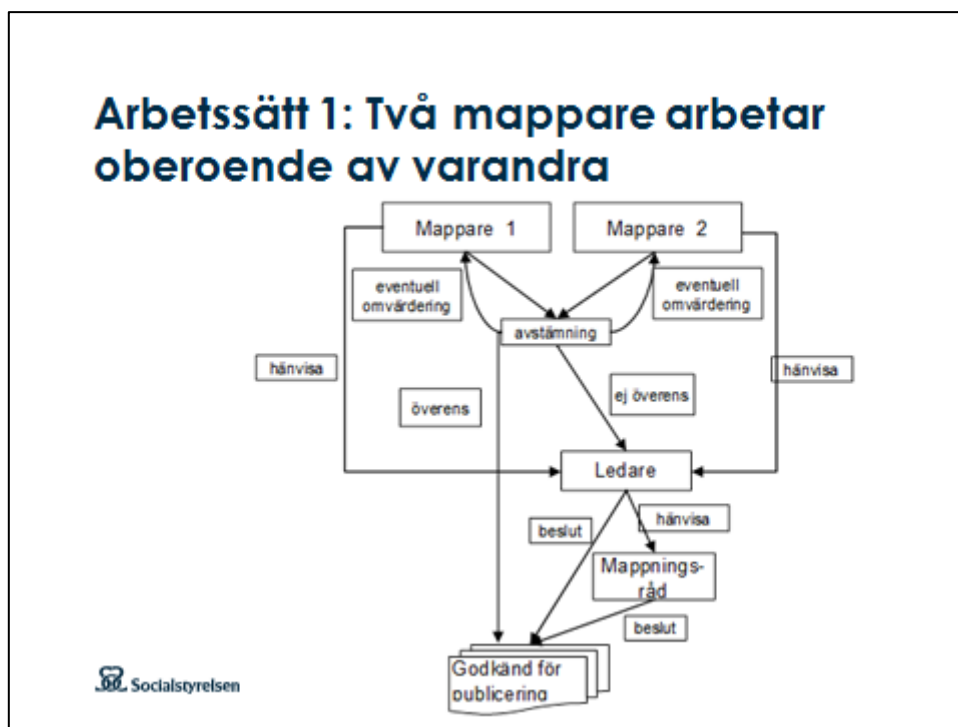 Arbetssätt 1: Två mappare arbetar
oberoende av varandra
Mappare 1
Mappare 2
eventuell
omvärdering
eventuell
omvärdering
avstämning
hänvisa
hänvisa
överens
ej överens
Ledare
beslut
hänvisa
Mappnings-
råd
beslut
Godkänd för
publicering
Socialstyrelsen